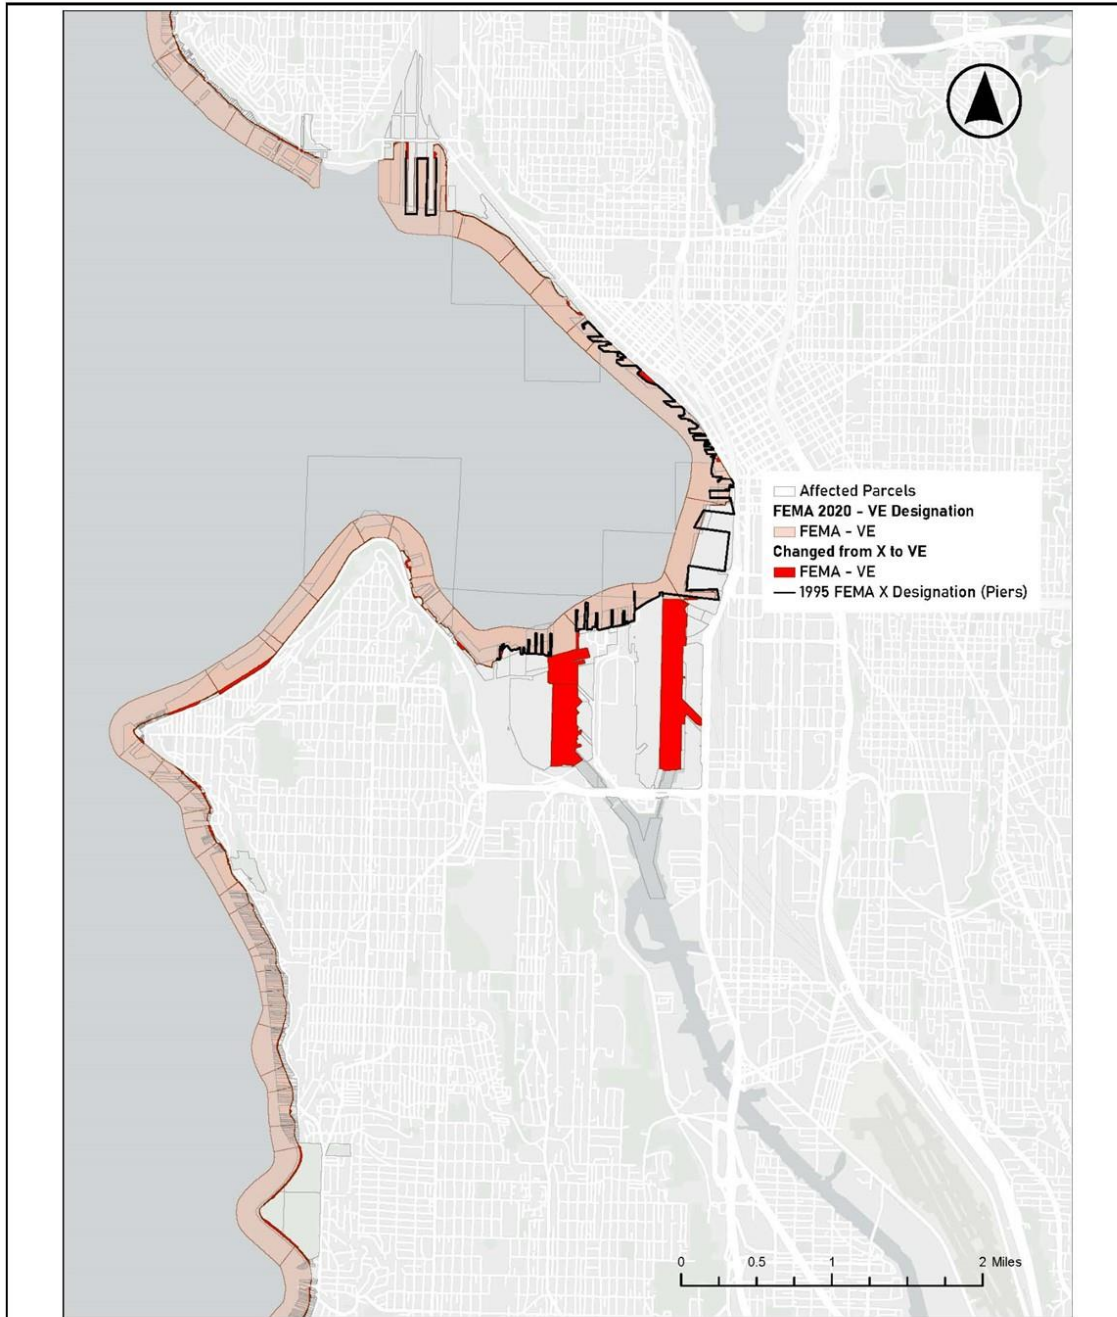 Affected Parcels
FEMA 2020 - VE Designation
FEMA - VE
Changed from X to VE
FEMA - VE
1995 FEMA X Designation (Piers)
0 0.5 1 2 Miles